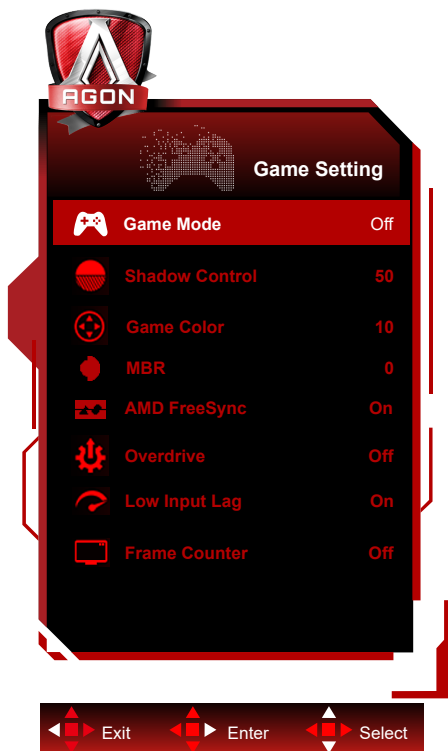 AGON
Game Setting
Game Mode Off
Shadow Control 50
Game Color 10
MBR 0
AMD FreeSync On
Overdrive Off
Low Input Lag On
Frame Counter Off
Exit Enter Select